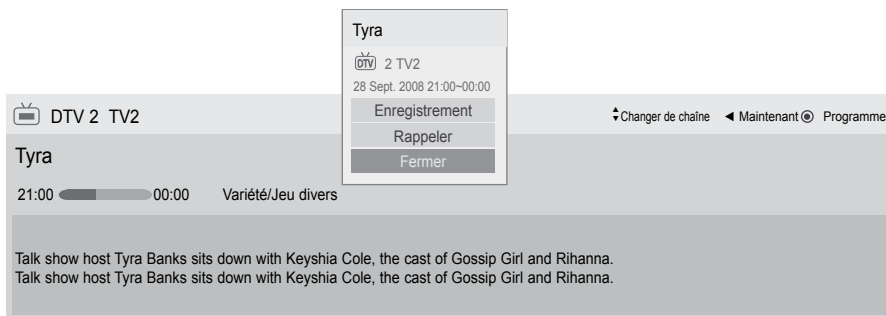 Tyra
DTV 2 TV2
28 Sept. 2008 21:00~00:00
Enregistrement
Rappeler
Fermer
DTV 2 TV2
Changer de chaîne ◄ Maintenant Programme
Tyra
21:00 00:00 Variété/Jeu divers
Talk show host Tyra Banks sits down with Keyshia Cole, the cast of Gossip Girl and Rihanna.
Talk show host Tyra Banks sits down with Keyshia Cole, the cast of Gossip Girl and Rihanna.